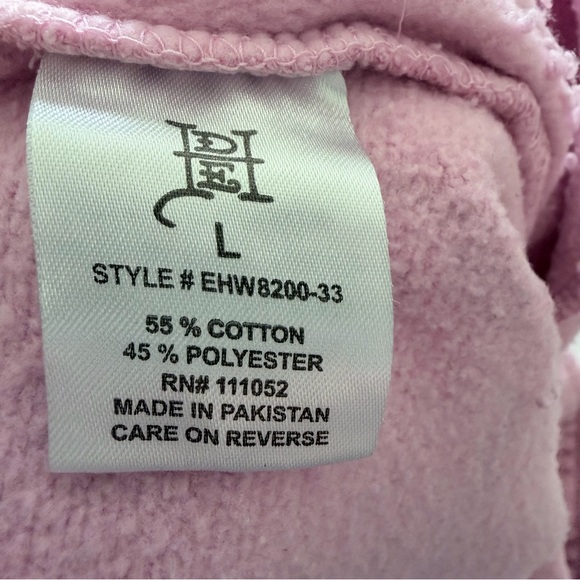 L
STYLE # EHW8200-33
55 % COTTON
45 % POLYESTER
RN# 111052
MADE IN PAKISTAN
CARE ON REVERSE